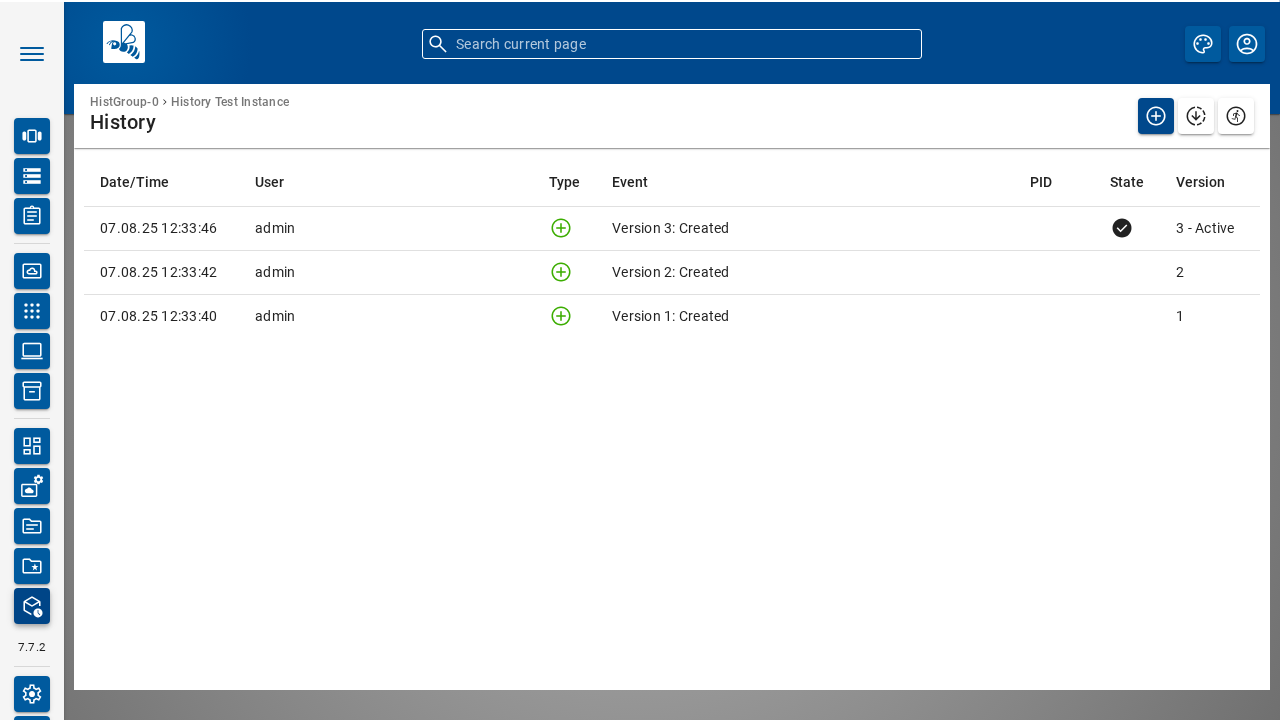 Search current page
HistGroup-0 › History Test Instance
History
Date/Time User Type Event PID State Version
07.08.25 12:33:46 admin Version 3: Created 3 - Active
07.08.25 12:33:42 admin Version 2: Created 2
07.08.25 12:33:40 admin Version 1: Created 1
7.7.2